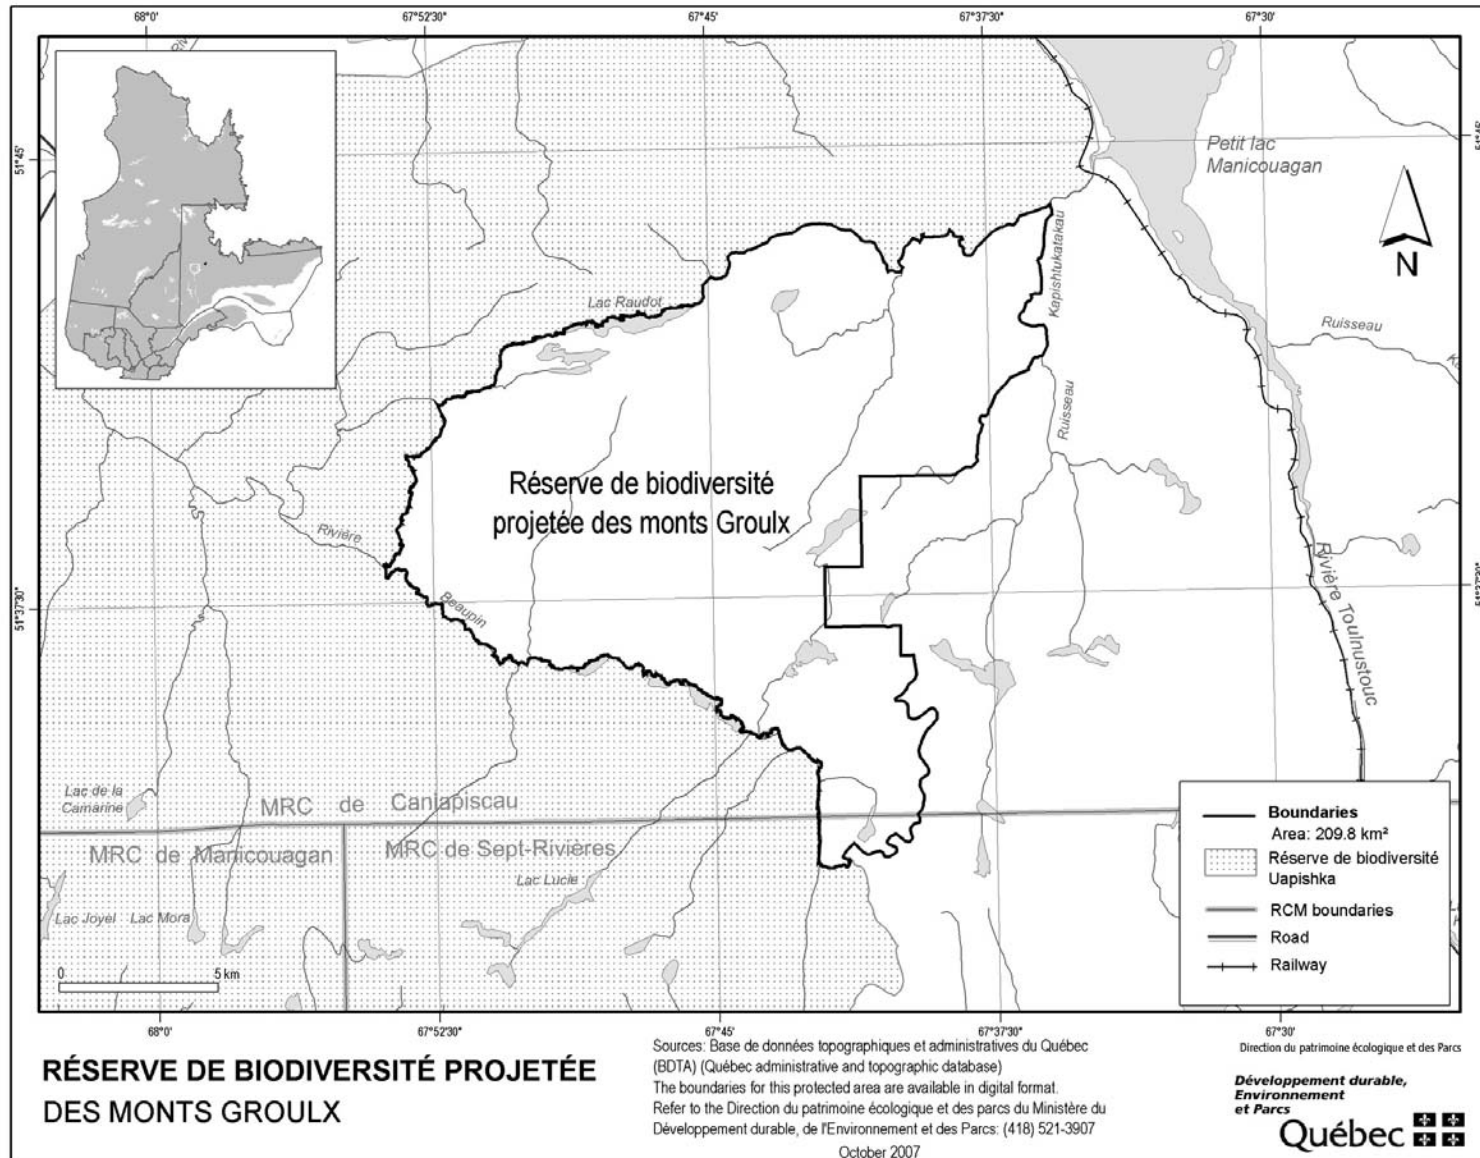 68°0'
67°52'30"
67°45'
67°37'30"
67°30'
51°45'
51°45'
Petit lac
Manicouagan
N
Kapishtukatakau
Lac Raudot
Ruisseau
Ruisseau
Réserve de biodiversité
projetée des monts Groulx
Rivière
Beaupin
Rivière Toulnustouc
51°37'30"
51°37'30"
Lac de la
Camarine
MRC de Caniapiscau
MRC de Manicouagan
MRC de Sept-Rivières
Lac Lucie
Lac Joyel
Lac Mora
0
5 km
Boundaries
Area: 209.8 km²
Réserve de biodiversité
Uapishka
RCM boundaries
Road
Railway
68°0'
67°52'30"
67°45'
67°37'30"
67°30'
RÉSERVE DE BIODIVERSITÉ PROJETÉE
DES MONTS GROULX
Sources: Base de données topographiques et administratives du Québec
(BDTA) (Québec administrative and topographic database)
The boundaries for this protected area are available in digital format.
Refer to the Direction du patrimoine écologique et des parcs du Ministère du
Développement durable, de l'Environnement et des Parcs: (418) 521-3907
October 2007
Direction du patrimoine écologique et des Parcs
Développement durable,
Environnement
et Parcs
Québec